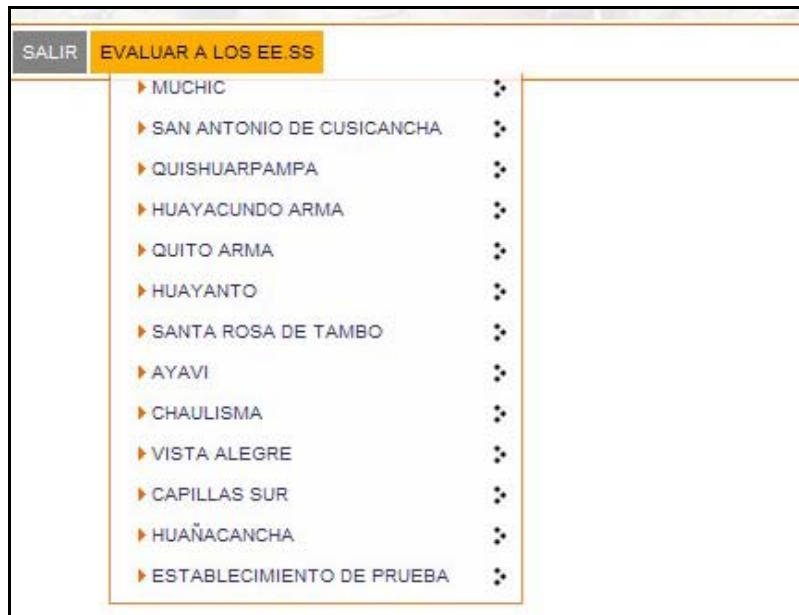 SALIR EVALUAR A LOS EE.SS
MUCHIC
SAN ANTONIO DE CUSICANCHA
QUISHUARPAMPA
HUAYACUNDO ARMA
QUITO ARMA
HUAYANTO
SANTA ROSA DE TAMBO
AYAVI
CHAULISMA
VISTA ALEGRE
CAPILLAS SUR
HUAÑACANCHA
ESTABLECIMIENTO DE PRUEBA